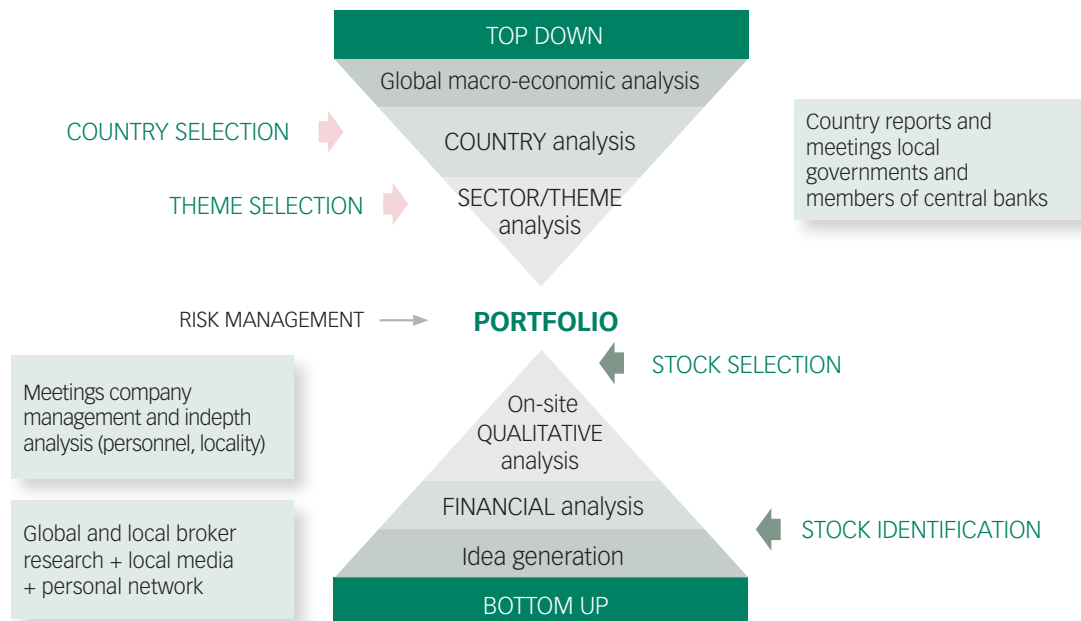 TOP DOWN
Global macro-economic analysis
COUNTRY SELECTION
COUNTRY analysis
Country reports and
meetings local
governments and
members of central banks
THEME SELECTION
SECTOR/THEME
analysis
RISK MANAGEMENT
PORTFOLIO
STOCK SELECTION
Meetings company
management and indepth
analysis (personnel, locality)
On-site
QUALITATIVE
analysis
FINANCIAL analysis
STOCK IDENTIFICATION
Global and local broker
research + local media
+ personal network
Idea generation
BOTTOM UP